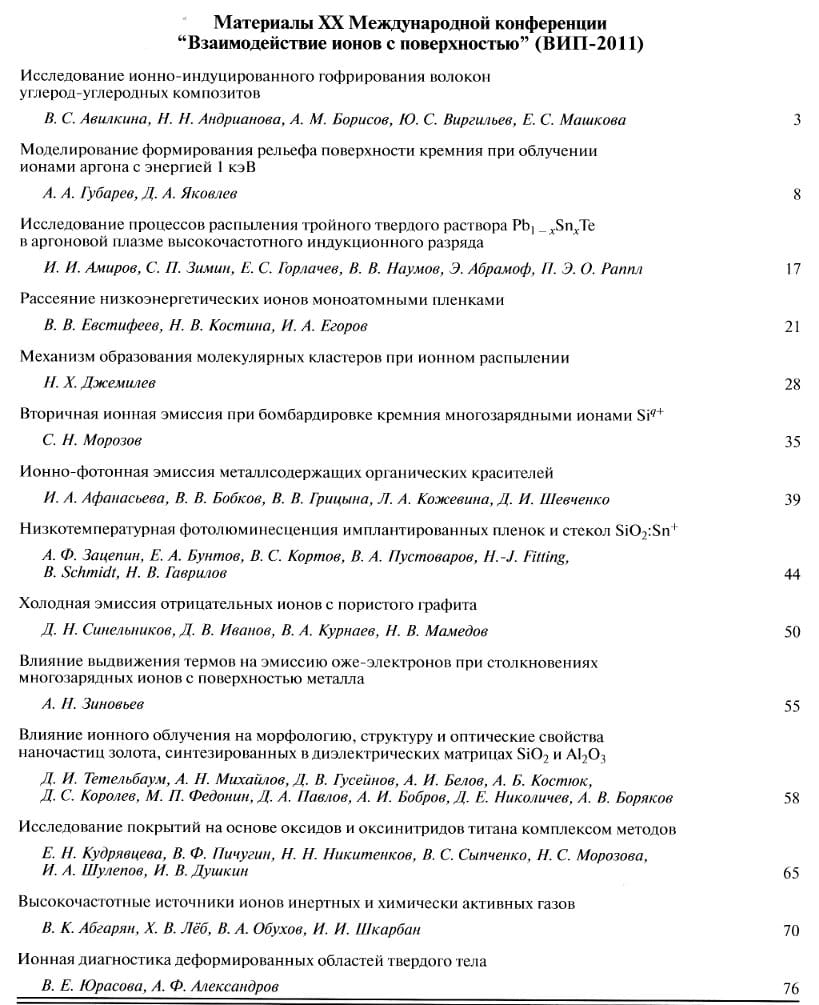 Материалы XX Международной конференции
“Взаимодействие ионов с поверхностью” (ВИП-2011)
Исследование ионно-индуцированного гофрирования волокон
углерод-углеродных композитов
В. С. Авилкина, Н. Н. Андрианова, А. М. Борисов, Ю. С. Виргильев, Е. С. Машкова 3
Моделирование формирования рельефа поверхности кремния при облучении
ионами аргона с энергией 1 кэВ
А. А. Губарев, Д. А. Яковлев 8
Исследование процессов распыления тройного твердого раствора Pb₁₋ₓSnₓTe
в аргоновой плазме высокочастотного индукционного разряда
И. И. Амиров, С. П. Зимин, Е. С. Горлачев, В. В. Наумов, Э. Абрамоф, П. Э. О. Раппл 17
Рассеяние низкоэнергетических ионов моноатомными пленками
В. В. Евстифеев, Н. В. Костина, И. А. Егоров 21
Механизм образования молекулярных кластеров при ионном распылении
Н. Х. Джемилев 28
Вторичная ионная эмиссия при бомбардировке кремния многозарядными ионами Si^q+
С. Н. Морозов 35
Ионно-фотонная эмиссия металлсодержащих органических красителей
И. А. Афанасьева, В. В. Бобков, В. В. Грицына, Л. А. Кожевина, Д. И. Шевченко 39
Низкотемпературная фотолюминесценция имплантированных пленок и стекол SiO₂:Sn⁺
А. Ф. Зацепин, Е. А. Бунтов, В. С. Кортов, В. А. Пустоваров, H.-J. Fitting,
B. Schmidt, Н. В. Гаврилов 44
Холодная эмиссия отрицательных ионов с пористого графита
Д. Н. Синельников, Д. В. Иванов, В. А. Курнаев, Н. В. Мамедов 50
Влияние выдвижения термов на эмиссию оже-электронов при столкновениях
многозарядных ионов с поверхностью металла
А. Н. Зиновьев 55
Влияние ионного облучения на морфологию, структуру и оптические свойства
наночастиц золота, синтезированных в диэлектрических матрицах SiO₂ и Al₂O₃
Д. И. Тетельбаум, А. Н. Михайлов, Д. В. Гусейнов, А. И. Белов, А. Б. Костюк,
Д. С. Королев, М. П. Федонин, Д. А. Павлов, А. И. Бобров, Д. Е. Николичев, А. В. Боряков 58
Исследование покрытий на основе оксидов и оксинитридов титана комплексом методов
Е. Н. Кудрявцева, В. Ф. Пичугин, Н. Н. Никитенков, В. С. Сыпченко, Н. С. Морозова,
И. А. Шулепов, И. В. Душкин 65
Высокочастотные источники ионов инертных и химически активных газов
В. К. Абгарян, Х. В. Лёб, В. А. Обухов, И. И. Шкарбан 70
Ионная диагностика деформированных областей твердого тела
В. Е. Юрасова, А. Ф. Александров 76